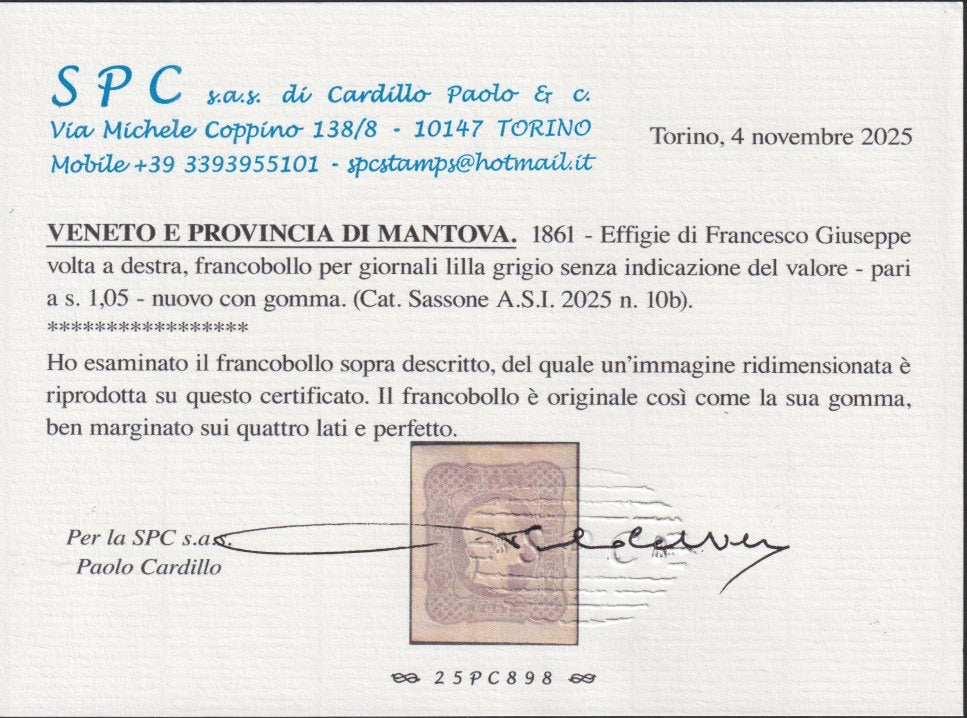 SPC s.a.s. di Cardillo Paolo & c.
Via Michele Coppino 138/8 - 10147 TORINO
Mobile +39 3393955101 - spcstamps@hotmail.it
Torino, 4 novembre 2025
VENETO E PROVINCIA DI MANTOVA. 1861 - Effigie di Francesco Giuseppe
volta a destra, francobollo per giornali lilla grigio senza indicazione del valore - pari
a s. 1,05 - nuovo con gomma. (Cat. Sassone A.S.I. 2025 n. 10b).
*****************
Ho esaminato il francobollo sopra descritto, del quale un'immagine ridimensionata è
riprodotta su questo certificato. Il francobollo è originale così come la sua gomma,
ben marginato sui quattro lati e perfetto.
Per la SPC s.a.s.
Paolo Cardillo
25PC898